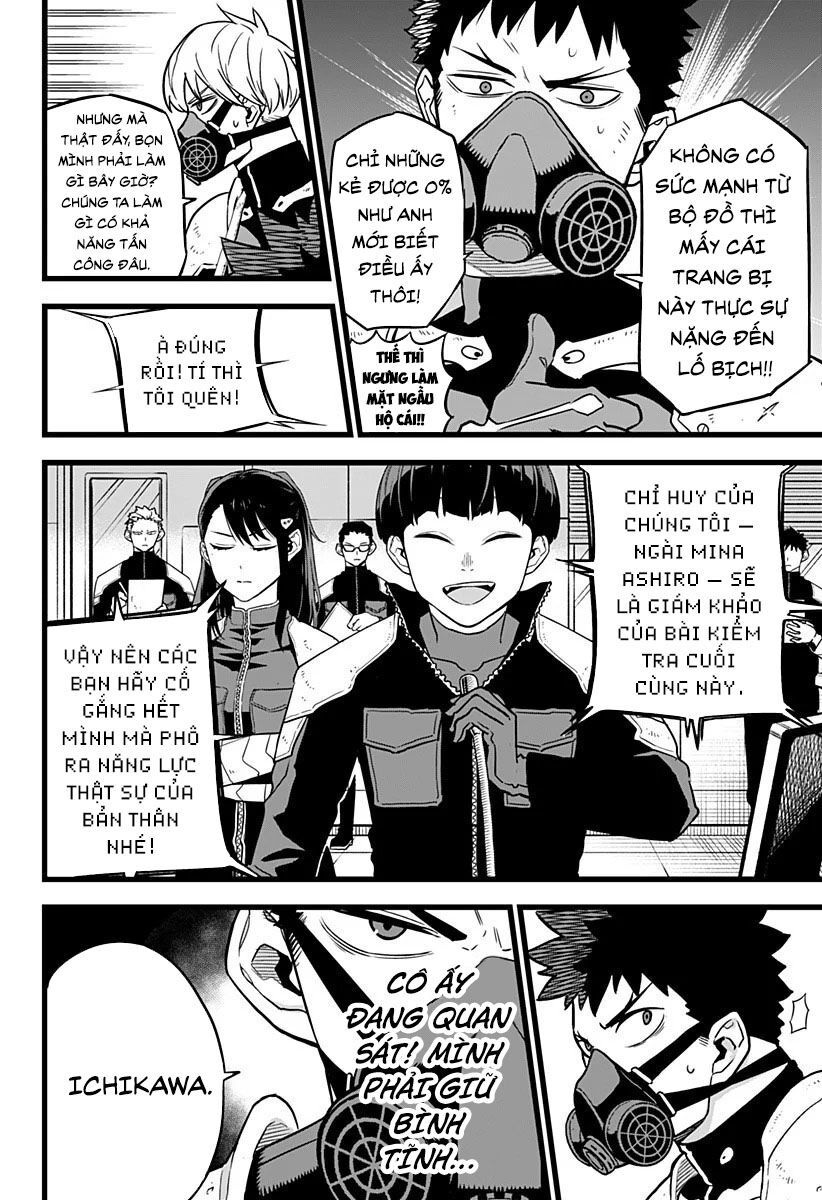 KHÔNG CÓ
SỨC MẠNH TỪ
BỘ ĐỒ THÌ
MẤY CÁI
TRANG BỊ
NÀY THỰC SỰ
NẶNG ĐẾN
LỐ BỊCH!!
CHỈ NHỮNG
KẺ ĐƯỢC 0%
NHƯ ANH
MỚI BIẾT
ĐIỀU ẤY
THÔI!
THẾ THÌ
NGƯNG LÀM
MẶT NGẦU
HỘ CÁI!!
NHƯNG MÀ
THẬT ĐẤY, BỌN
MÌNH PHẢI LÀM
GÌ BÂY GIỜ?
CHÚNG TA LÀM
GÌ CÓ KHẢ
NĂNG TẤN
CÔNG ĐÂU.
À ĐÚNG
RỒI! TÍ THÌ
TÔI QUÊN!
CHỈ HUY CỦA
CHÚNG TÔI –
NGÀI MINA
ASHIRO – SẼ
LÀ GIÁM KHẢO
CỦA BÀI KIỂM
TRA CUỐI
CÙNG NÀY.
VẬY NÊN CÁC
BẠN HÃY CỐ
GẮNG HẾT
MÌNH MÀ PHÔ
RA NĂNG LỰC
THẬT SỰ CỦA
BẢN THÂN
NHÉ!
CÔ ẤY
ĐANG QUAN
SÁT! MÌNH
PHẢI GIỮ
BÌNH
TĨNH...
ICHIKAWA.